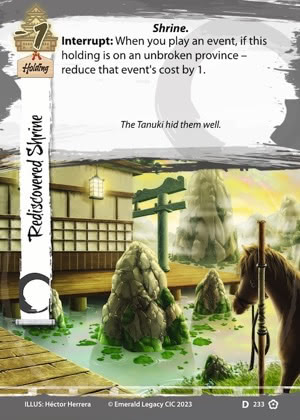 1
Holding
Shrine.
Interrupt: When you play an event, if this
holding is on an unbroken province –
reduce that event's cost by 1.
The Tanuki hid them well.
Rediscovered Shrine
ILLUS: Héctor Herrera © Emerald Legacy CIC 2023 D 233